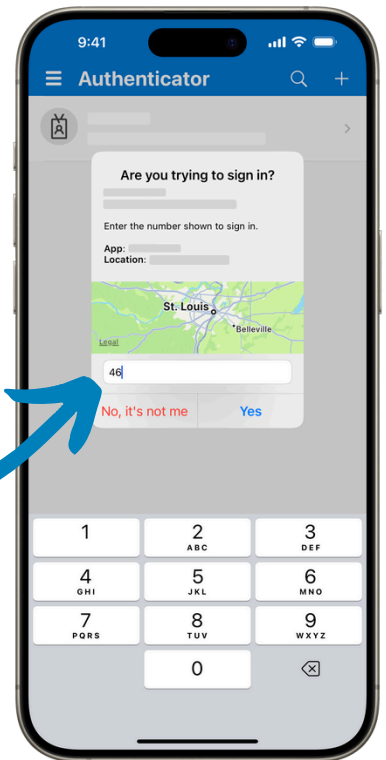 9:41
Authenticator
Are you trying to sign in?
Enter the number shown to sign in.
App:
Location:
St. Louis
Belleville
Legal
46
No, it's not me Yes
1 2 3
ABC DEF
4 5 6
GHI JKL MNO
7 8 9
PQRS TUV WXYZ
0